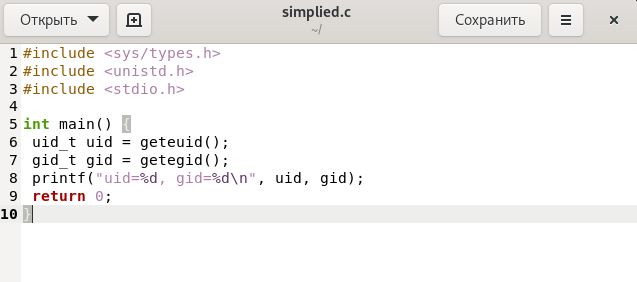 Открыть simplied.c Сохранить
~/
1 #include <sys/types.h>
2 #include <unistd.h>
3 #include <stdio.h>
4
5 int main() {
6  uid_t uid = geteuid();
7  gid_t gid = getegid();
8  printf("uid=%d, gid=%d\n", uid, gid);
9  return 0;
10 }